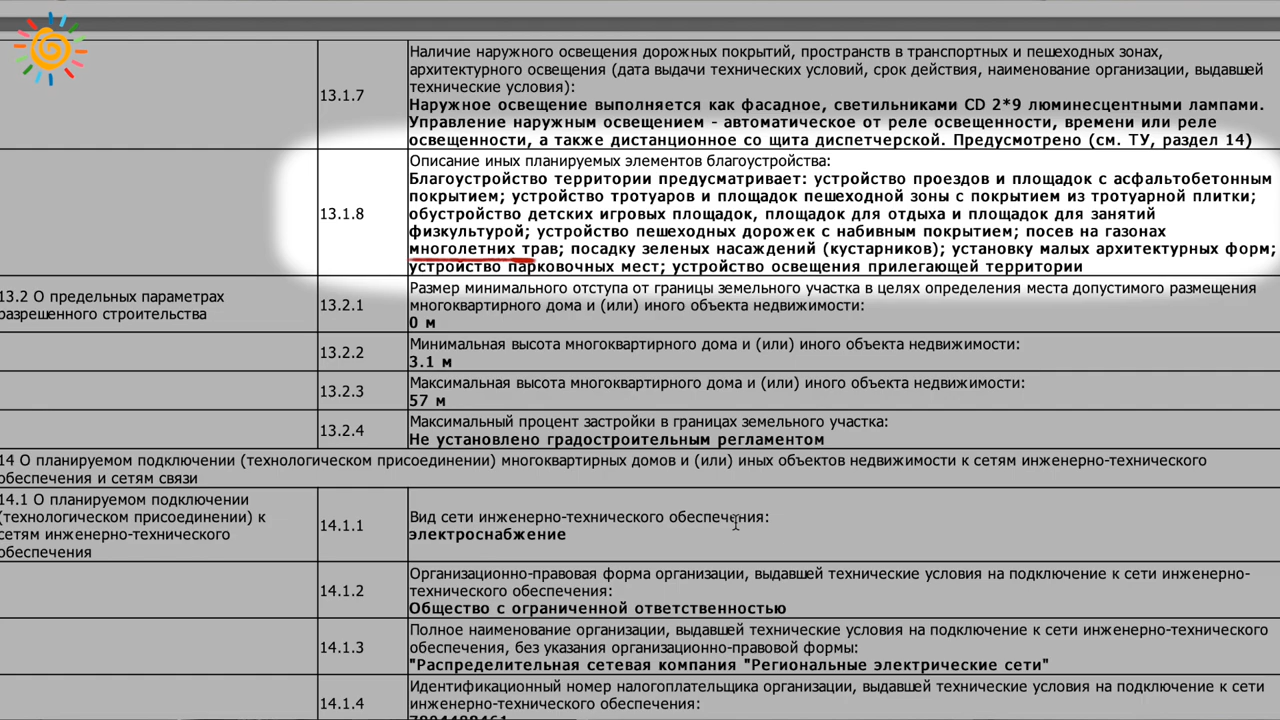 Наличие наружного освещения дорожных покрытий, пространств в транспортных и пешеходных зонах,
архитектурного освещения (дата выдачи технических условий, срок действия, наименование организации, выдавшей
13.1.7 технические условия):
Наружное освещение выполняется как фасадное, светильниками CD 2*9 люминесцентными лампами.
Управление наружным освещением - автоматическое от реле освещенности, времени или реле
освещенности, а также дистанционное со щита диспетчерской. Предусмотрено (см. ТУ, раздел 14)
Описание иных планируемых элементов благоустройства:
Благоустройство территории предусматривает: устройство проездов и площадок с асфальтобетонным
покрытием; устройство тротуаров и площадок пешеходной зоны с покрытием из тротуарной плитки;
13.1.8 обустройство детских игровых площадок, площадок для отдыха и площадок для занятий
физкультурой; устройство пешеходных дорожек с набивным покрытием; посев на газонах
многолетних трав; посадку зеленых насаждений (кустарников); установку малых архитектурных форм;
устройство парковочных мест; устройство освещения прилегающей территории
13.2 О предельных параметрах
разрешенного строительства
13.2.1
Размер минимального отступа от границы земельного участка в целях определения места допустимого размещения
многоквартирного дома и (или) иного объекта недвижимости:
0 м
13.2.2
Минимальная высота многоквартирного дома и (или) иного объекта недвижимости:
3.1 м
13.2.3
Максимальная высота многоквартирного дома и (или) иного объекта недвижимости:
57 м
13.2.4
Максимальный процент застройки в границах земельного участка:
Не установлено градостроительным регламентом
14 О планируемом подключении (технологическом присоединении) многоквартирных домов и (или) иных объектов недвижимости к сетям инженерно-технического
обеспечения и сетям связи
14.1 О планируемом подключении
(технологическом присоединении) к
сетям инженерно-технического
обеспечения
14.1.1
Вид сети инженерно-технического обеспечения:
электроснабжение
14.1.2
Организационно-правовая форма организации, выдавшей технические условия на подключение к сети инженерно-
технического обеспечения:
Общество с ограниченной ответственностью
14.1.3
Полное наименование организации, выдавшей технические условия на подключение к сети инженерно-технического
обеспечения, без указания организационно-правовой формы:
"Распределительная сетевая компания "Региональные электрические сети"
14.1.4
Идентификационный номер налогоплательщика организации, выдавшей технические условия на подключение к сети
инженерно-технического обеспечения: